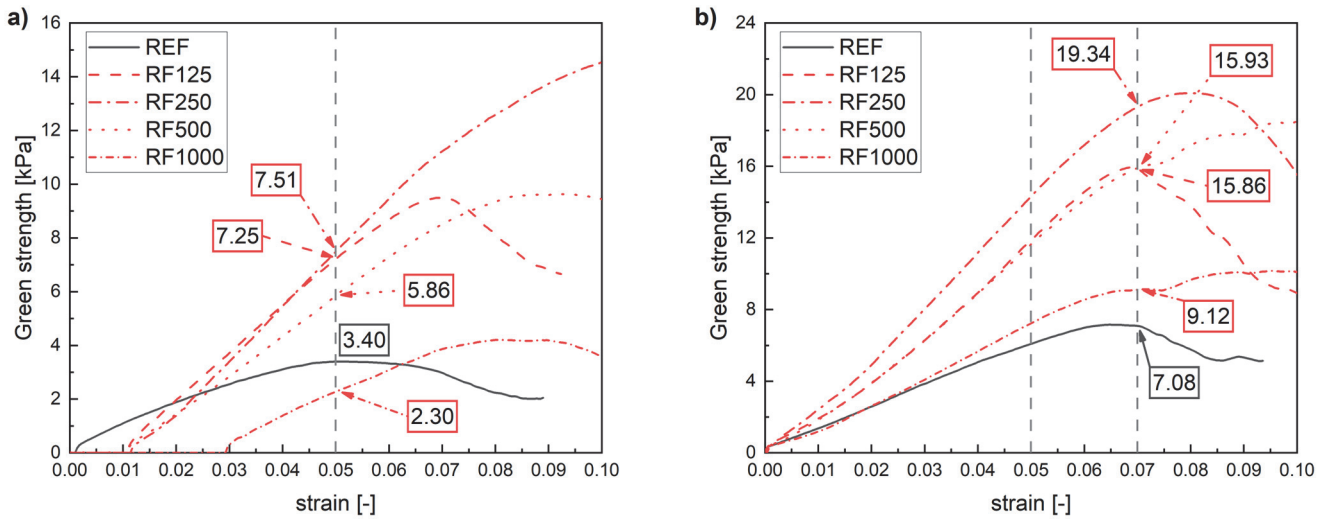 a)
Green strength [kPa]
16
14
12
10
8
6
4
2
0
REF
RF125
RF250
RF500
RF1000
7.51
7.25
5.86
3.40
2.30
0.00 0.01 0.02 0.03 0.04 0.05 0.06 0.07 0.08 0.09 0.10
strain [-]
b)
Green strength [kPa]
24
20
16
12
8
4
0
REF
RF125
RF250
RF500
RF1000
19.34
15.93
15.86
9.12
7.08
0.00 0.01 0.02 0.03 0.04 0.05 0.06 0.07 0.08 0.09 0.10
strain [-]